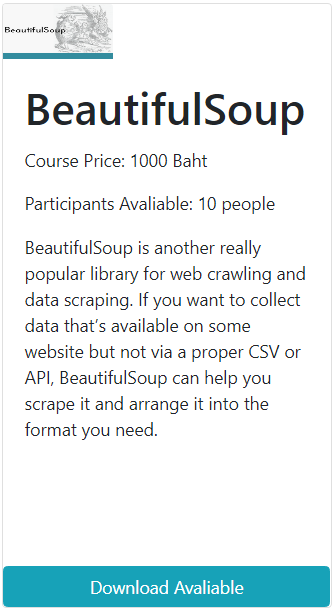 BeautifulSoup
BeautifulSoup
Course Price: 1000 Baht
Participants Avaliable: 10 people
BeautifulSoup is another really
popular library for web crawling and
data scraping. If you want to collect
data that’s available on some
website but not via a proper CSV or
API, BeautifulSoup can help you
scrape it and arrange it into the
format you need.
Download Avaliable